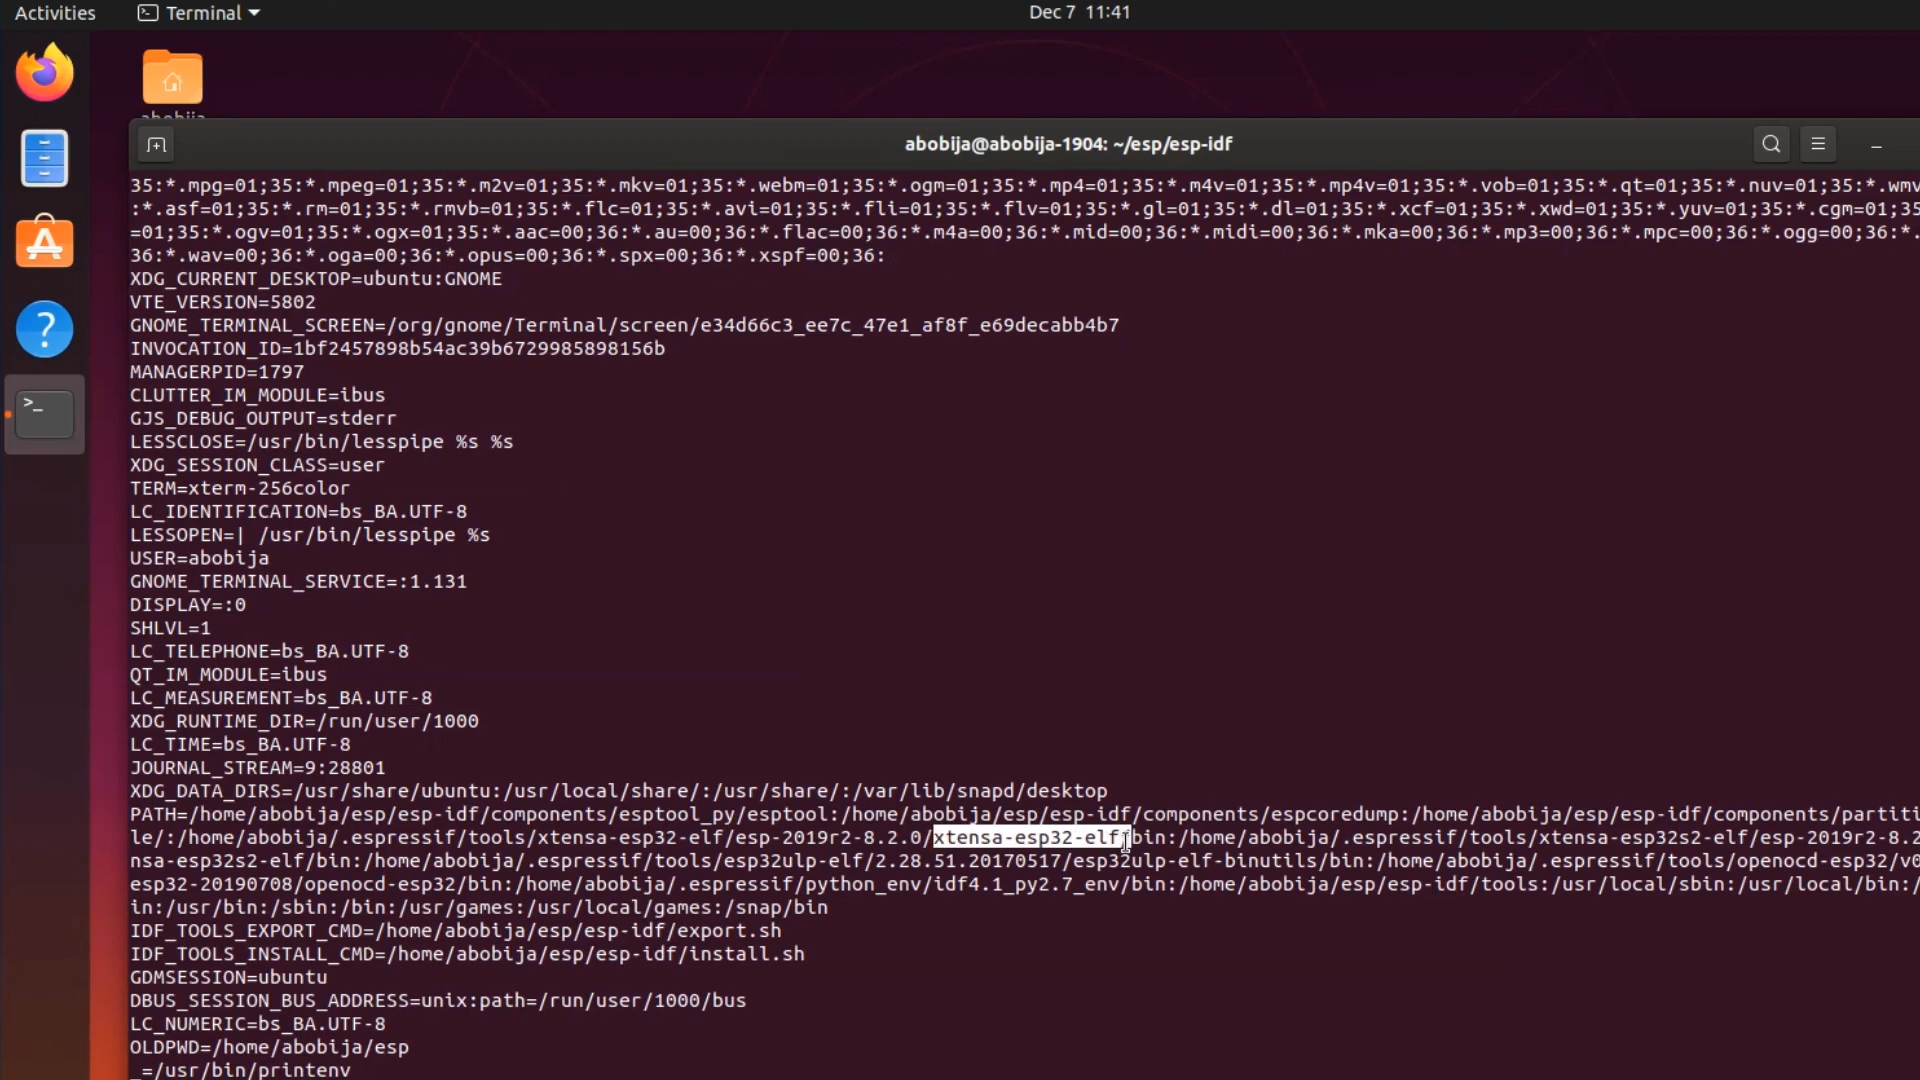 Activities
Terminal
Dec 7 11:41
abobija@abobija-1904: ~/esp/esp-idf
35:*.mpg=01;35:*.mpeg=01;35:*.m2v=01;35:*.mkv=01;35:*.webm=01;35:*.ogm=01;35:*.mp4=01;35:*.m4v=01;35:*.mp4v=01;35:*.vob=01;35:*.qt=01;35:*.nuv=01;35:*.wmv
:*.asf=01;35:*.rm=01;35:*.rmvb=01;35:*.flc=01;35:*.avi=01;35:*.fli=01;35:*.flv=01;35:*.gl=01;35:*.dl=01;35:*.xcf=01;35:*.xwd=01;35:*.yuv=01;35:*.cgm=01;35
=01;35:*.ogv=01;35:*.ogx=01;35:*.aac=00;36:*.au=00;36:*.flac=00;36:*.m4a=00;36:*.mid=00;36:*.midi=00;36:*.mka=00;36:*.mp3=00;36:*.mpc=00;36:*.ogg=00;36:*.
36:*.wav=00;36:*.oga=00;36:*.opus=00;36:*.spx=00;36:*.xspf=00;36:
XDG_CURRENT_DESKTOP=ubuntu:GNOME
VTE_VERSION=5802
GNOME_TERMINAL_SCREEN=/org/gnome/Terminal/screen/e34d66c3_ee7c_47e1_af8f_e69decabb4b7
INVOCATION_ID=1bf2457898b54ac39b6729985898156b
MANAGERPID=1797
CLUTTER_IM_MODULE=ibus
GJS_DEBUG_OUTPUT=stderr
LESSCLOSE=/usr/bin/lesspipe %s %s
XDG_SESSION_CLASS=user
TERM=xterm-256color
LC_IDENTIFICATION=bs_BA.UTF-8
LESSOPEN=| /usr/bin/lesspipe %s
USER=abobija
GNOME_TERMINAL_SERVICE=:1.131
DISPLAY=:0
SHLVL=1
LC_TELEPHONE=bs_BA.UTF-8
QT_IM_MODULE=ibus
LC_MEASUREMENT=bs_BA.UTF-8
XDG_RUNTIME_DIR=/run/user/1000
LC_TIME=bs_BA.UTF-8
JOURNAL_STREAM=9:28801
XDG_DATA_DIRS=/usr/share/ubuntu:/usr/local/share/:/usr/share/:/var/lib/snapd/desktop
PATH=/home/abobija/esp/esp-idf/components/esptool_py/esptool:/home/abobija/esp/esp-idf/components/espcoredump:/home/abobija/esp/esp-idf/components/partiti
le/:/home/abobija/.espressif/tools/xtensa-esp32-elf/esp-2019r2-8.2.0/xtensa-esp32-elf/bin:/home/abobija/.espressif/tools/xtensa-esp32s2-elf/esp-2019r2-8.2
nsa-esp32s2-elf/bin:/home/abobija/.espressif/tools/esp32ulp-elf/2.28.51.20170517/esp32ulp-elf-binutils/bin:/home/abobija/.espressif/tools/openocd-esp32/v0
esp32-20190708/openocd-esp32/bin:/home/abobija/.espressif/python_env/idf4.1_py2.7_env/bin:/home/abobija/esp/esp-idf/tools:/usr/local/sbin:/usr/local/bin:/
in:/usr/bin:/sbin:/bin:/usr/games:/usr/local/games:/snap/bin
IDF_TOOLS_EXPORT_CMD=/home/abobija/esp/esp-idf/export.sh
IDF_TOOLS_INSTALL_CMD=/home/abobija/esp/esp-idf/install.sh
GDMSESSION=ubuntu
DBUS_SESSION_BUS_ADDRESS=unix:path=/run/user/1000/bus
LC_NUMERIC=bs_BA.UTF-8
OLDPWD=/home/abobija/esp
_=/usr/bin/printenv